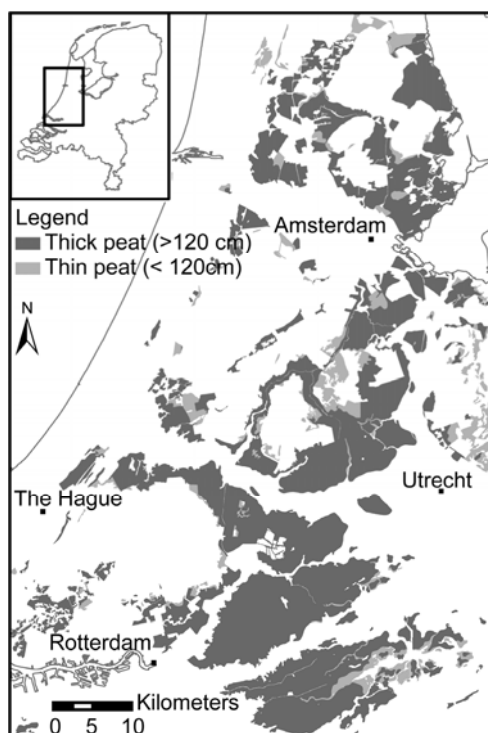 Amsterdam
Legend
Thick peat (>120 cm)
Thin peat (< 120cm)
N
Utrecht
The Hague
Rotterdam
Kilometers
0 5 10